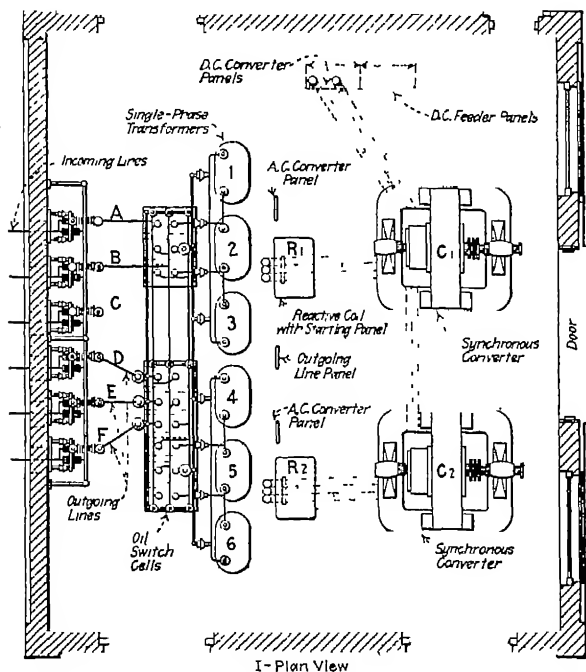 D.C. Converter
Panels
D.C. Feeder Panels
Single-Phase
Transformers
Incoming Lines
A.C. Converter
Panel
A
B
C
D
E
F
1
2
3
4
5
6
R1
C1
Reactive Coil
with Starting Panel
Synchronous
Converter
Door
Outgoing
Line Panel
A.C. Converter
Panel
R2
C2
Outgoing
Lines
Oil
Switch
Cells
Synchronous
Converter
I-Plan View